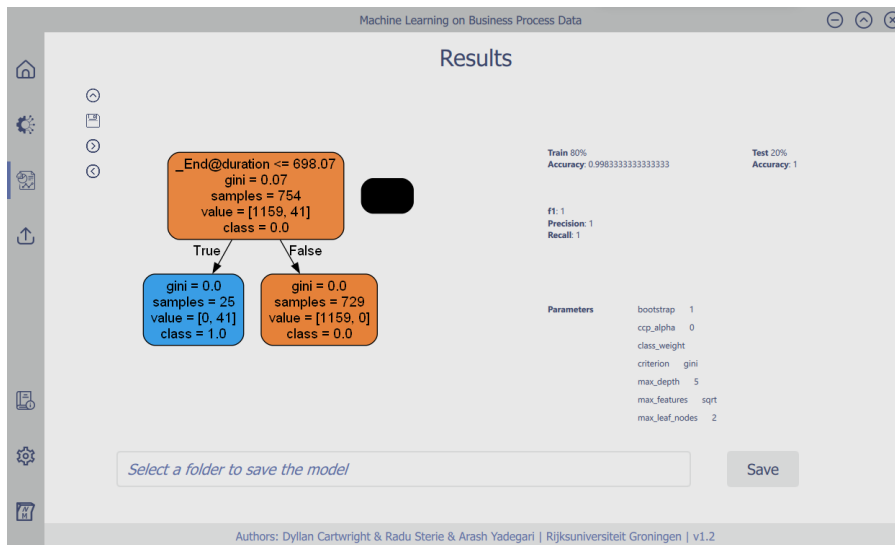 Machine Learning on Business Process Data
Results
_End@duration <= 698.07
gini = 0.07
samples = 754
value = [1159, 41]
class = 0.0
True
False
gini = 0.0
samples = 25
value = [0, 41]
class = 1.0
gini = 0.0
samples = 729
value = [1159, 0]
class = 0.0
Train 80%
Accuracy: 0.9983333333333333
Test 20%
Accuracy: 1
f1: 1
Precision: 1
Recall: 1
Parameters
bootstrap 1
ccp_alpha 0
class_weight
criterion gini
max_depth 5
max_features sqrt
max_leaf_nodes 2
Select a folder to save the model
Save
Authors: Dyllan Cartwright & Radu Sterie & Arash Yadegari | Rijksuniversiteit Groningen | v1.2